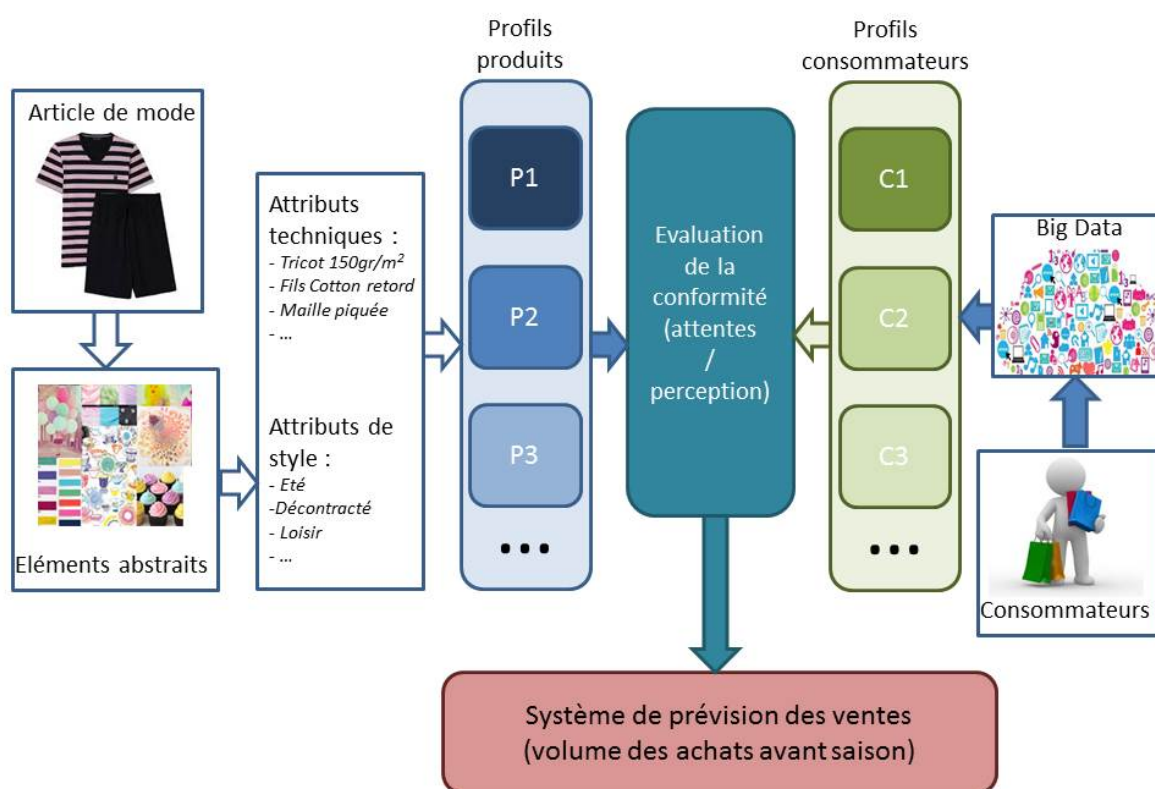 Article de mode
Eléments abstraits
Attributs
techniques :
- Tricot 150gr/m²
- Fils Cotton retord
- Maille piquée
- ...
Attributs de
style :
- Eté
-Décontracté
- Loisir
- ...
Profils
produits
P1
P2
P3
...
Evaluation
de la
conformité
(attentes
/
perception)
Profils
consommateurs
C1
C2
C3
...
Big Data
Consommateurs
Système de prévision des ventes
(volume des achats avant saison)